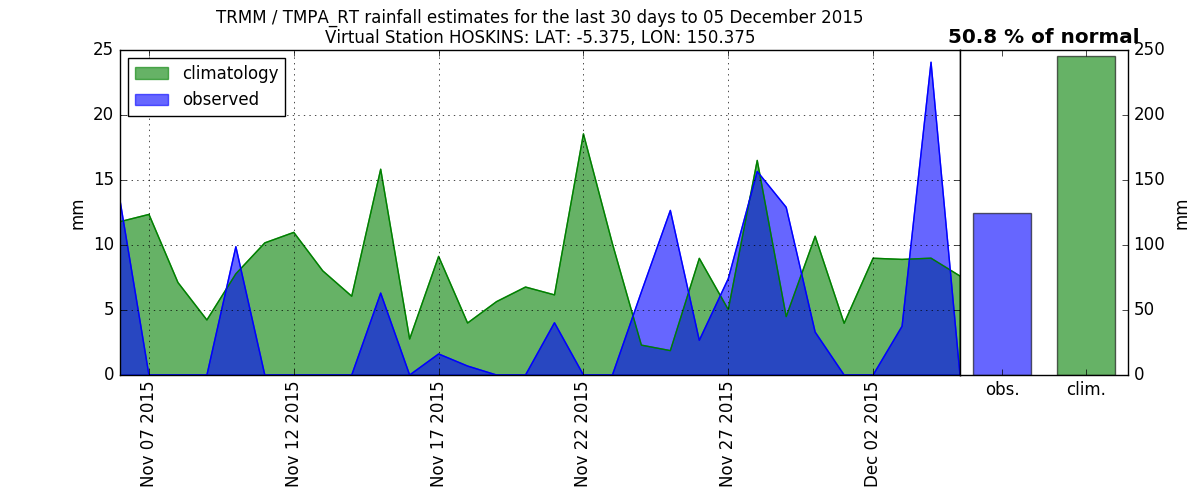 TRMM / TMPA_RT rainfall estimates for the last 30 days to 05 December 2015
Virtual Station HOSKINS: LAT: -5.375, LON: 150.375
50.8 % of normal
climatology
observed
25
20
15
10
5
0
mm
Nov 07 2015
Nov 12 2015
Nov 17 2015
Nov 22 2015
Nov 27 2015
Dec 02 2015
obs.
clim.
250
200
150
100
50
0
mm